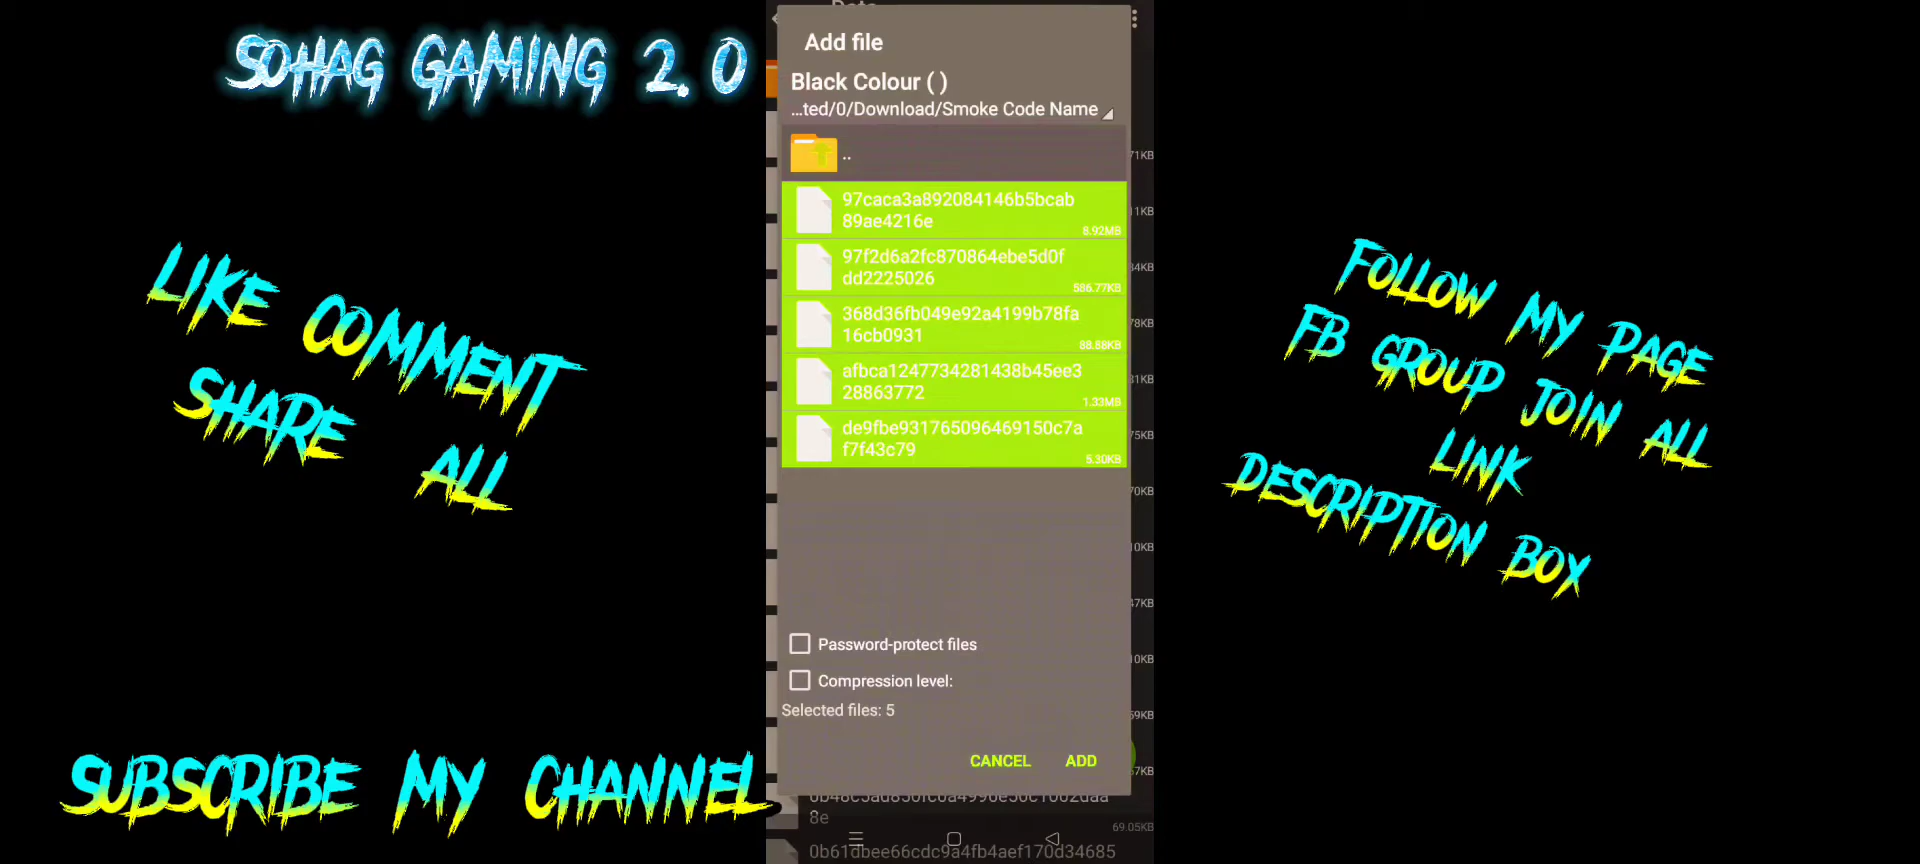 SOHAG GAMING 2.0
LIKE COMMENT
SHARE ALL
SUBSCRIBE MY CHANNEL
Add file
Black Colour ( )
...ted/0/Download/Smoke Code Name
..
97caca3a892084146b5bcab
89ae4216e
8.92MB
97f2d6a2fc870864ebe5d0f
dd2225026
586.77KB
368d36fb049e92a4199b78fa
16cb0931
88.88KB
afbca1247734281438b45ee3
28863772
1.33MB
de9fbe931765096469150c7a
f7f43c79
5.30KB
Password-protect files
Compression level:
Selected files: 5
CANCEL ADD
8e
69.05KB
0b61dbee66cdc9a4fb4aef170d34685
FOLLOW MY PAGE
FB GROUP JOIN ALL
LINK
DESCRIPTION BOX